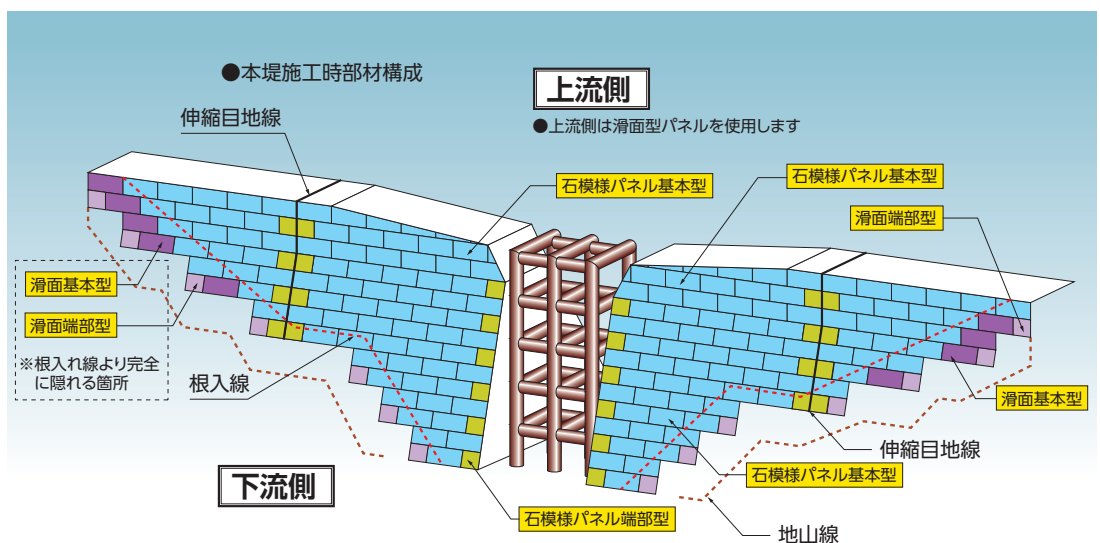 ●本堤施工時部材構成
上流側
●上流側は滑面型パネルを使用します
伸縮目地線
石模様パネル基本型
石模様パネル基本型
滑面端部型
滑面基本型
滑面端部型
※根入れ線より完全
に隠れる箇所
根入線
滑面基本型
伸縮目地線
石模様パネル基本型
下流側
石模様パネル端部型
地山線